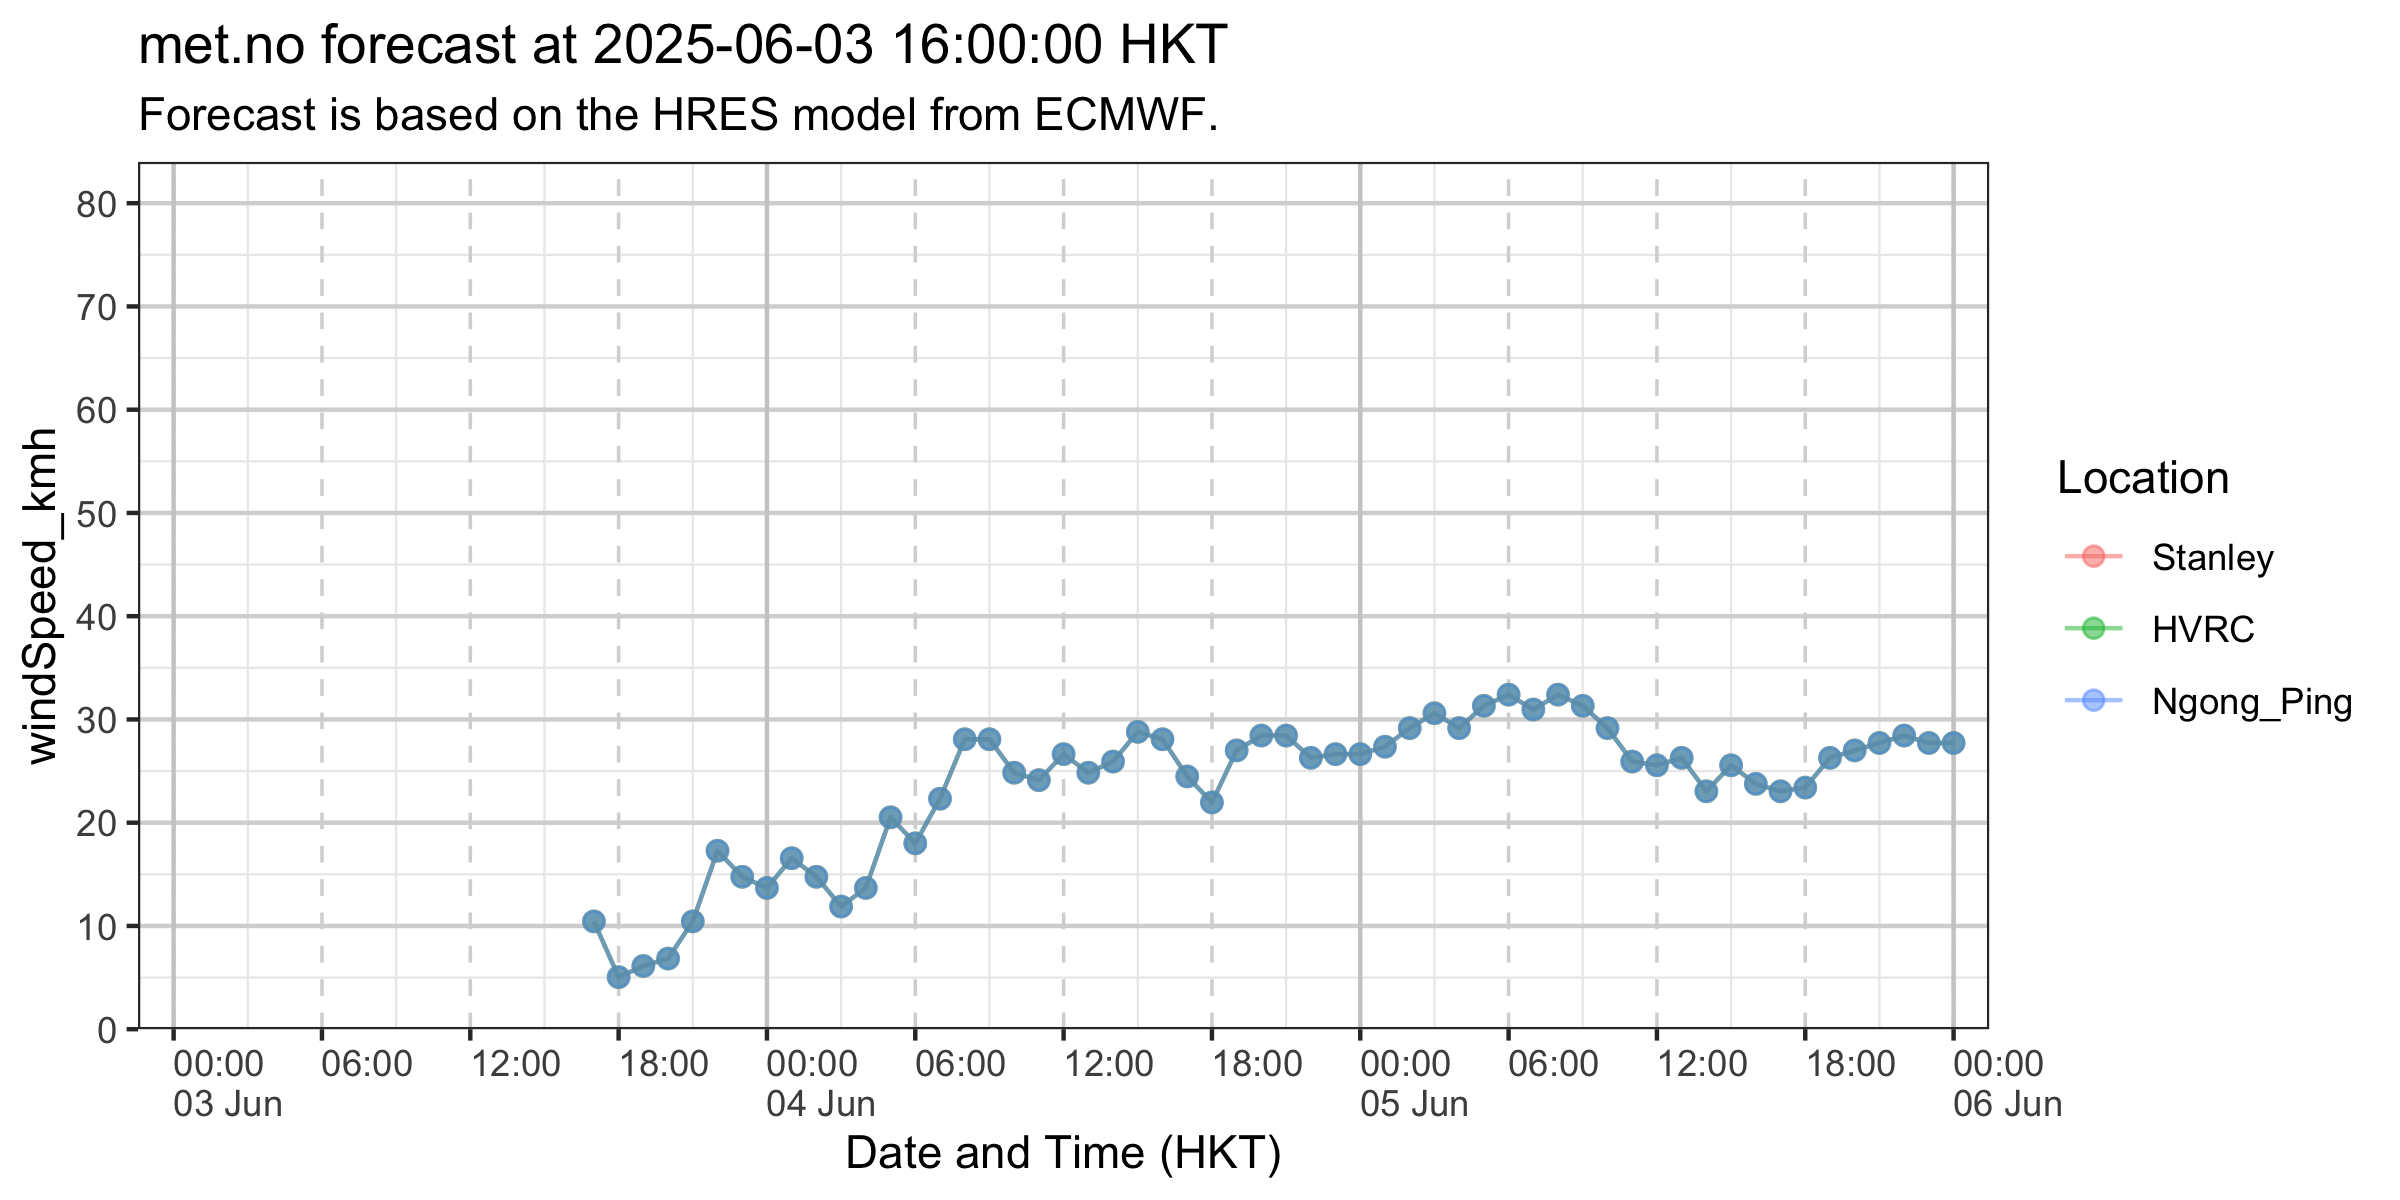 met.no forecast at 2025-06-03 16:00:00 HKT
Forecast is based on the HRES model from ECMWF.
windSpeed_kmh
80
70
60
50
40
30
20
10
0
00:00 06:00 12:00 18:00 00:00 06:00 12:00 18:00 00:00 06:00 12:00 18:00 00:00
03 Jun 04 Jun 05 Jun 06 Jun
Date and Time (HKT)
Location
Stanley
HVRC
Ngong_Ping